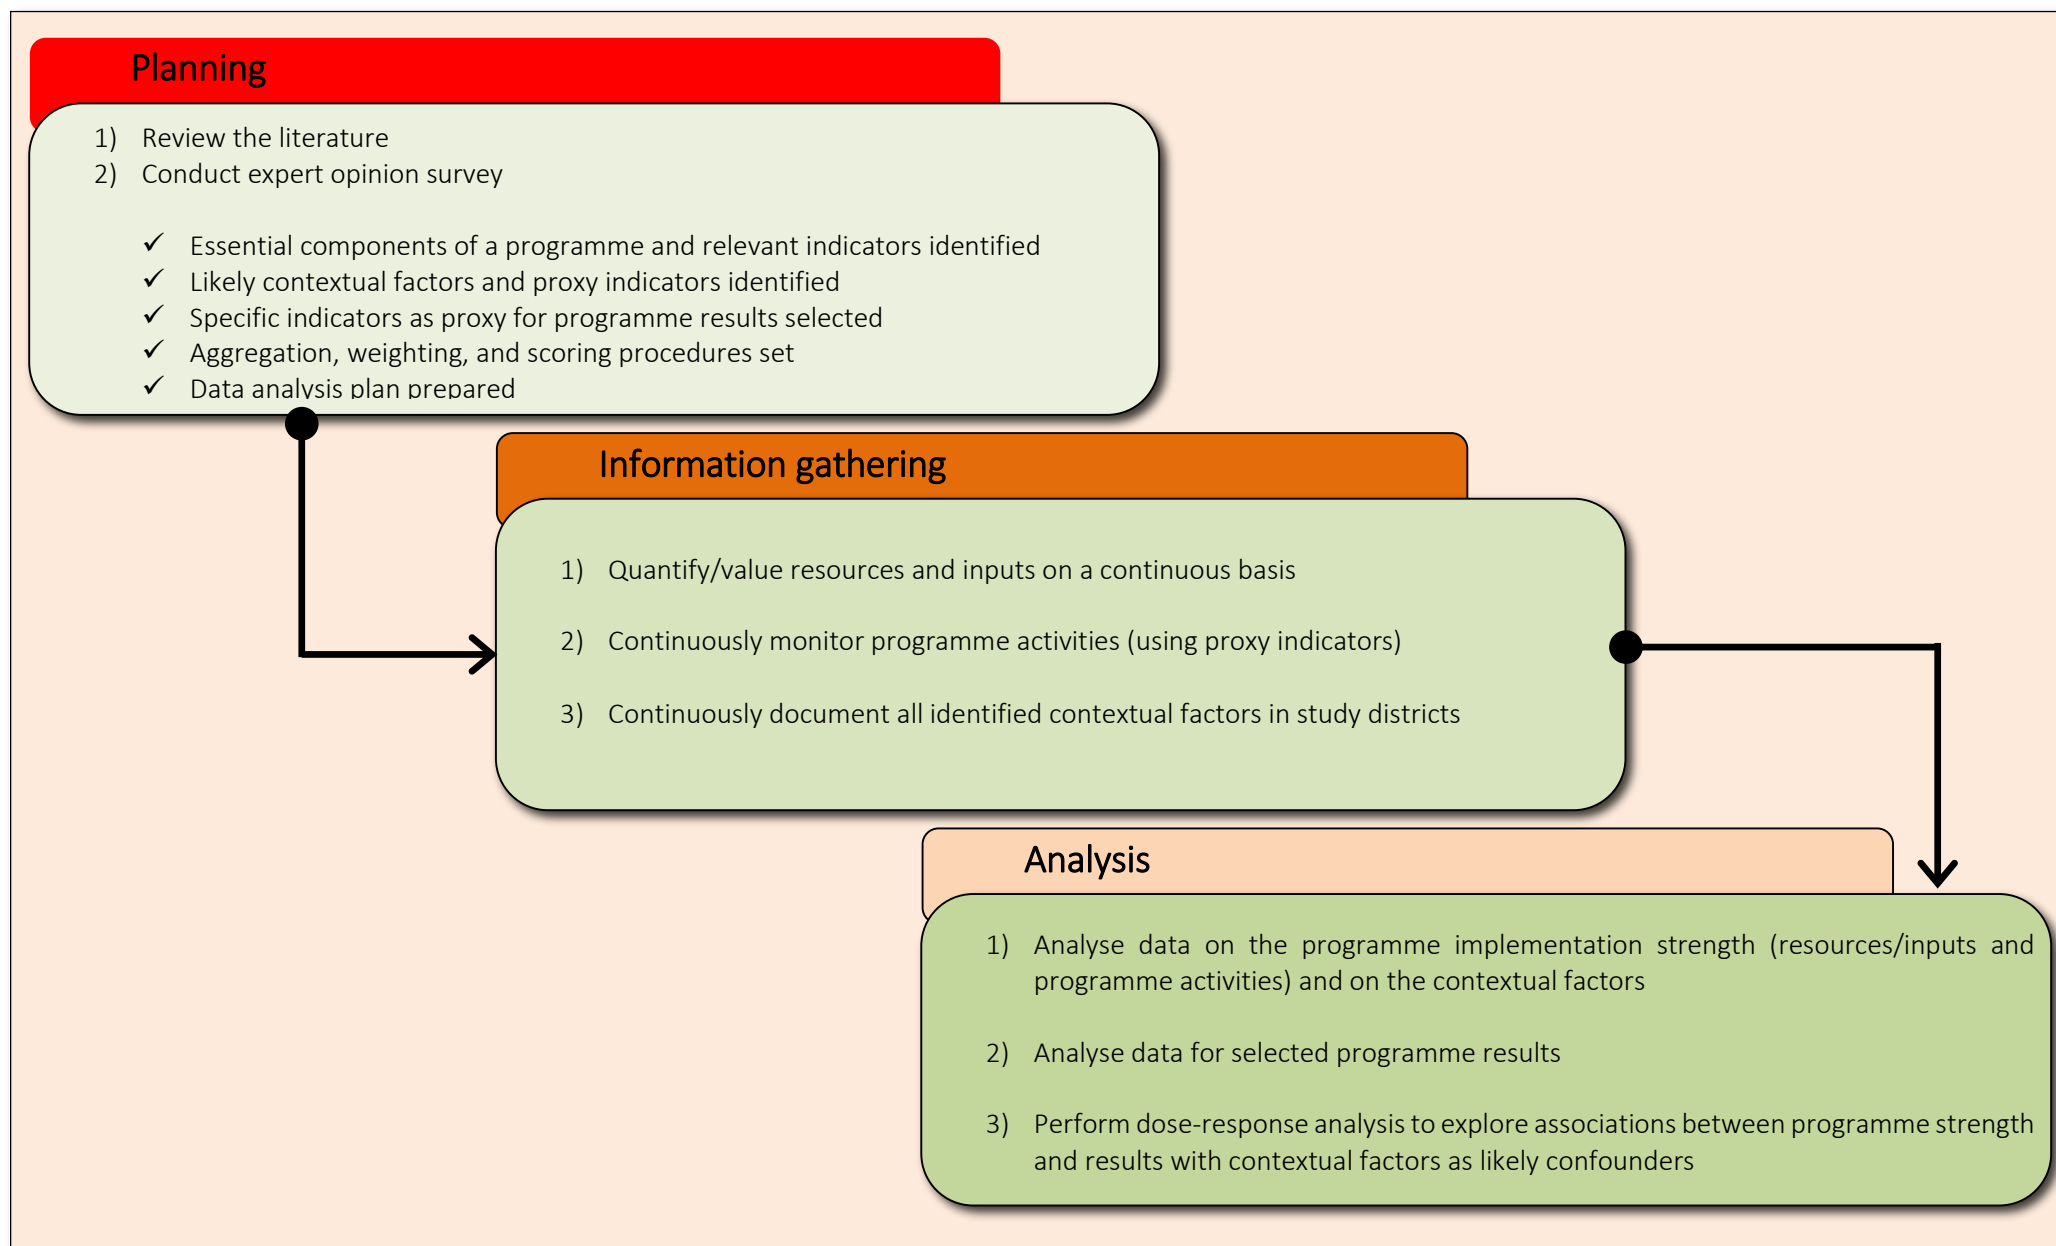 Planning
1) Review the literature
2) Conduct expert opinion survey
✓ Essential components of a programme and relevant indicators identified
✓ Likely contextual factors and proxy indicators identified
✓ Specific indicators as proxy for programme results selected
✓ Aggregation, weighting, and scoring procedures set
✓ Data analysis plan prepared
Information gathering
1) Quantify/value resources and inputs on a continuous basis
2) Continuously monitor programme activities (using proxy indicators)
3) Continuously document all identified contextual factors in study districts
Analysis
1) Analyse data on the programme implementation strength (resources/inputs and
programme activities) and on the contextual factors
2) Analyse data for selected programme results
3) Perform dose-response analysis to explore associations between programme strength
and results with contextual factors as likely confounders